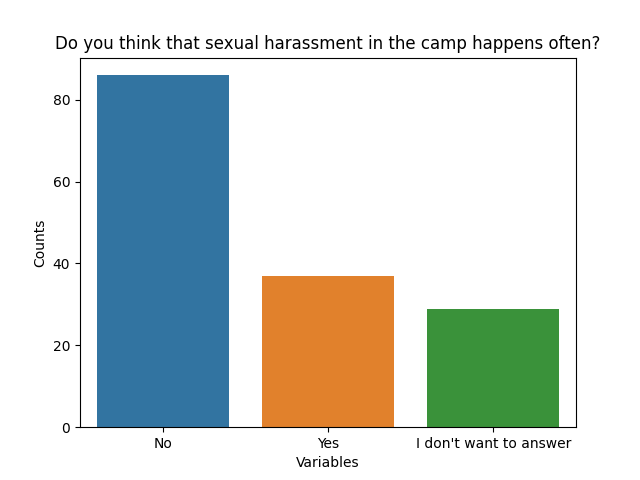 Do you think that sexual harassment in the camp happens often?
80
60
40
20
0
Counts
No
Yes
I don't want to answer
Variables